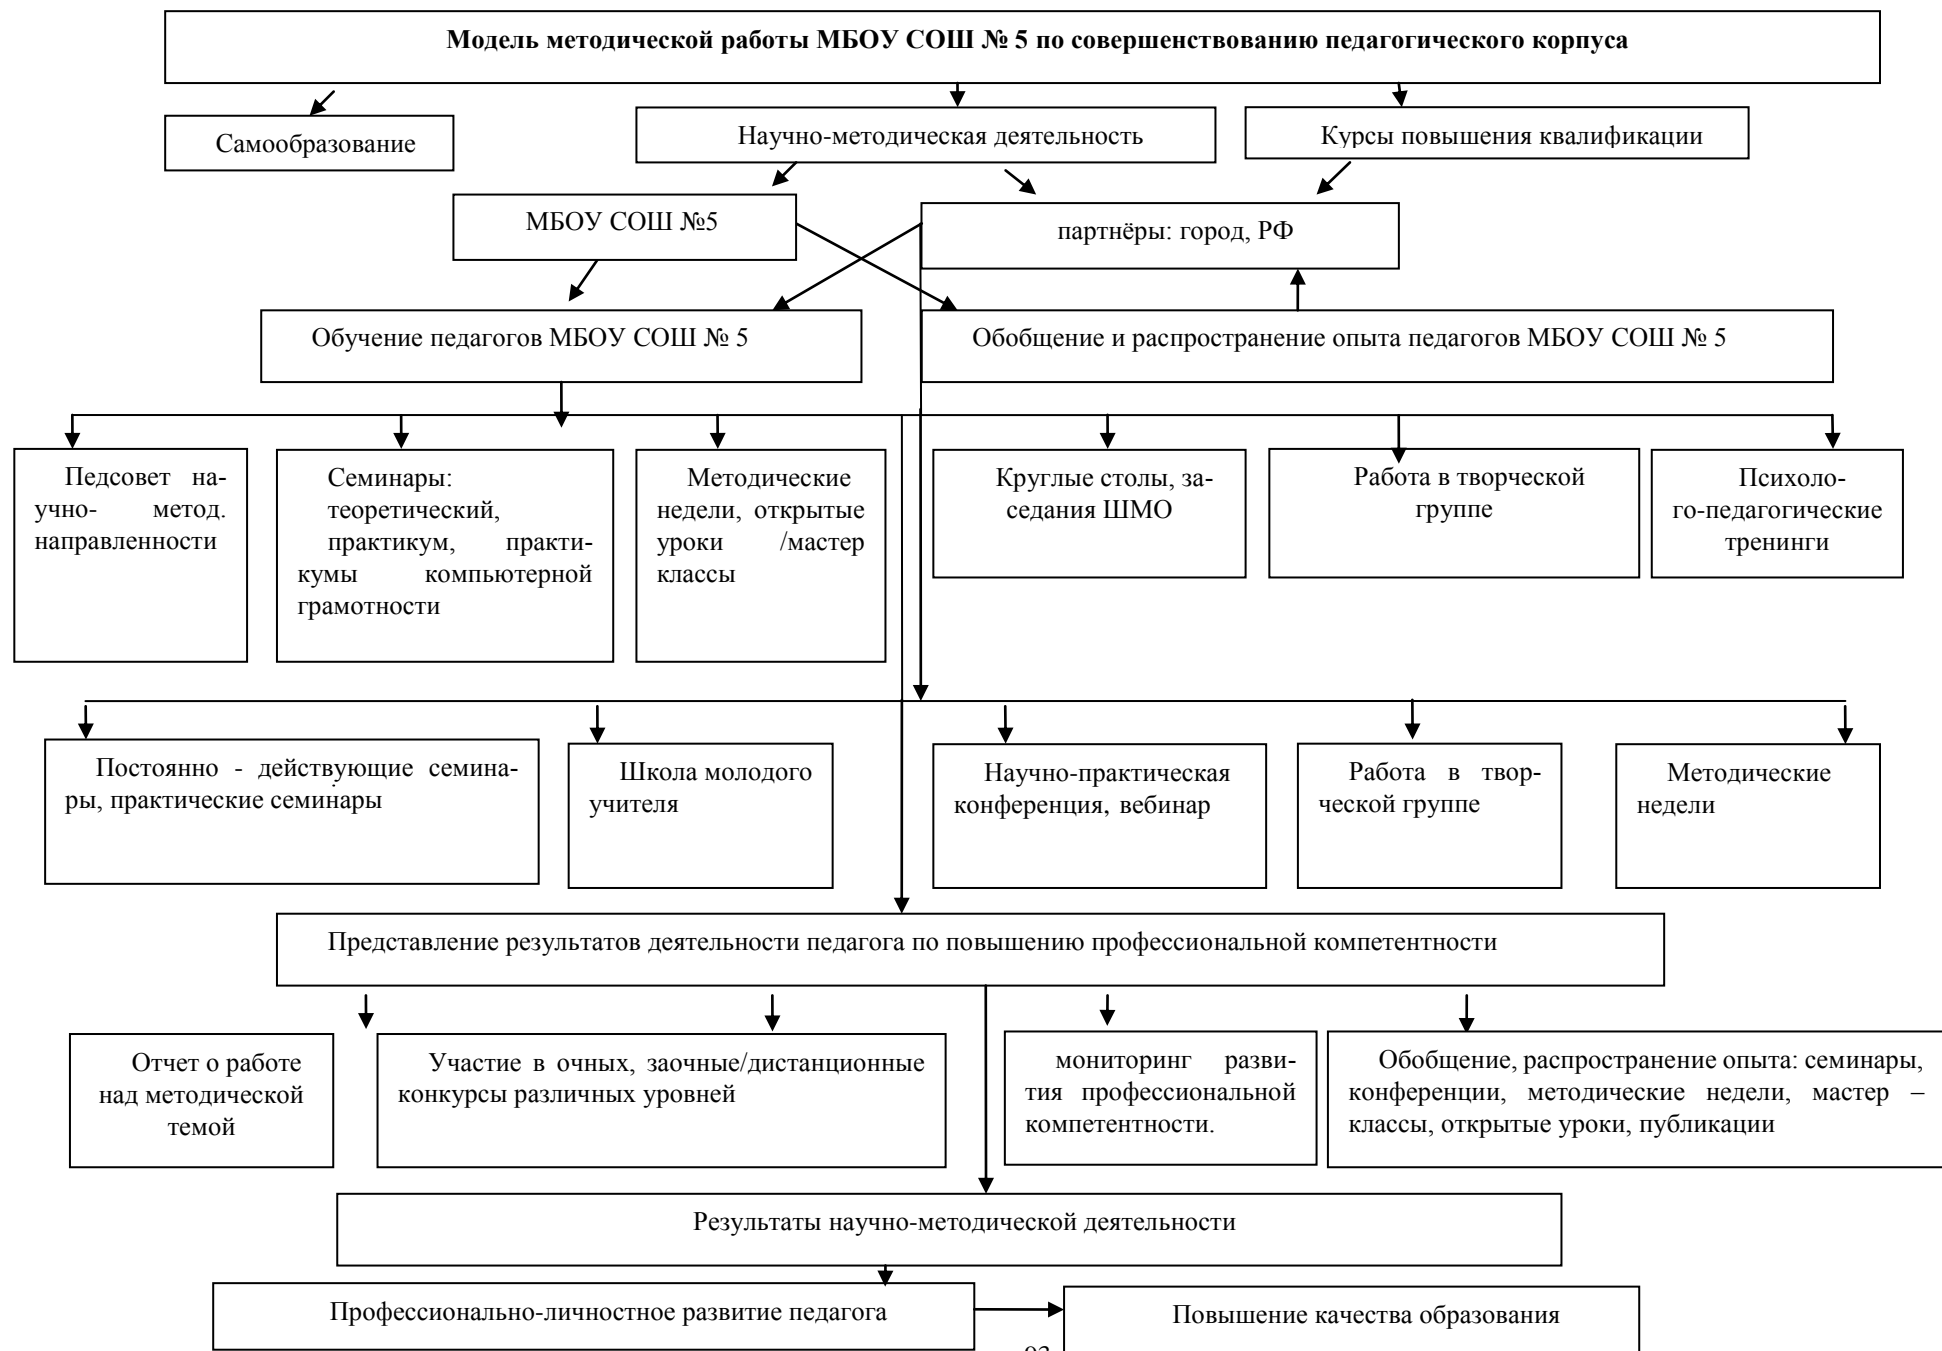 Модель методической работы МБОУ СОШ № 5 по совершенствованию педагогического корпуса
Самообразование
Научно-методическая деятельность
Курсы повышения квалификации
МБОУ СОШ №5
партнёры: город, РФ
Обучение педагогов МБОУ СОШ № 5
Обобщение и распространение опыта педагогов МБОУ СОШ № 5
Педсовет на-
учно- метод.
направленности
Семинары:
теоретический,
практикум, практи-
кумы компьютерной
грамотности
Методические
недели, открытые
уроки /мастер
классы
Круглые столы, за-
седания ШМО
Работа в творческой
группе
Психоло-
го-педагогические
тренинги
Постоянно - действующие семина-
ры, практические семинары
Школа молодого
учителя
Научно-практическая
конференция, вебинар
Работа в твор-
ческой группе
Методические
недели
Представление результатов деятельности педагога по повышению профессиональной компетентности
Отчет о работе
над методической
темой
Участие в очных, заочные/дистанционные
конкурсы различных уровней
мониторинг разви-
тия профессиональной
компетентности.
Обобщение, распространение опыта: семинары,
конференции, методические недели, мастер –
классы, открытые уроки, публикации
Результаты научно-методической деятельности
Профессионально-личностное развитие педагога
Повышение качества образования